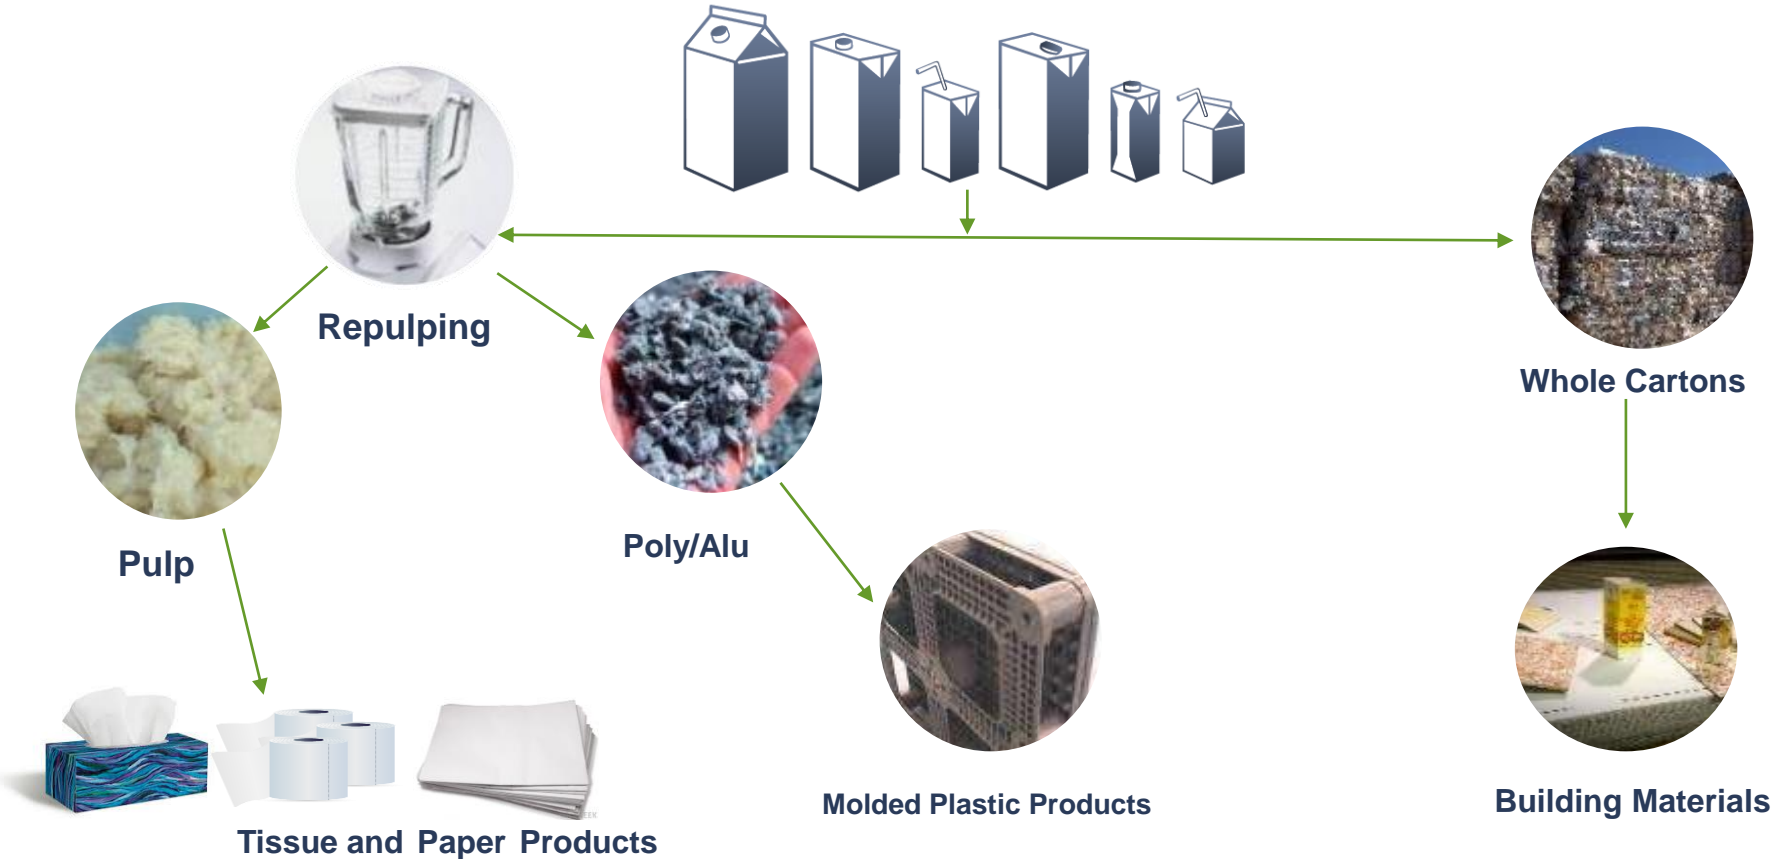 Repulping
Whole Cartons
Pulp
Poly/Alu
Molded Plastic Products
Building Materials
Tissue and Paper Products